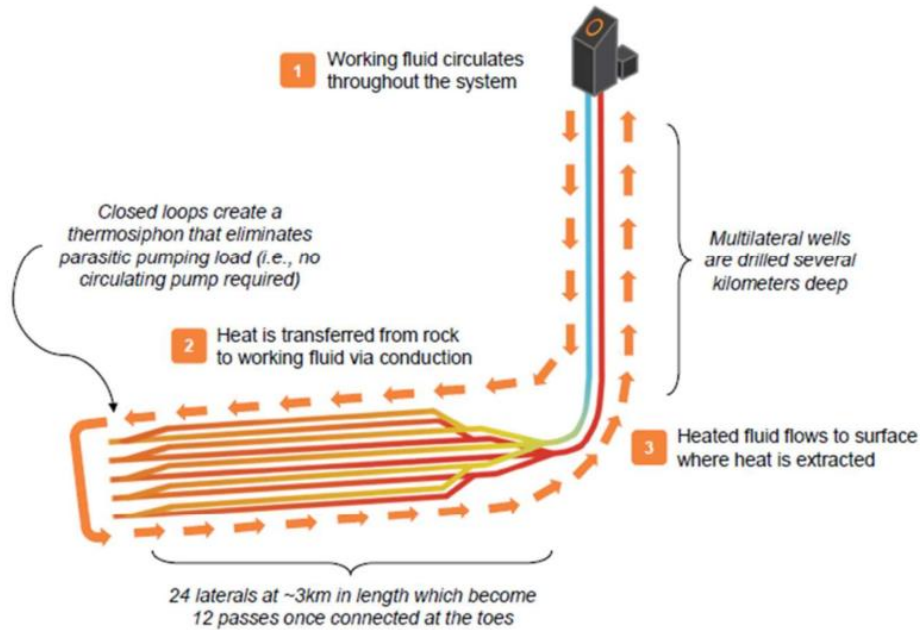 1
Working fluid circulates
throughout the system
Closed loops create a
thermosiphon that eliminates
parasitic pumping load (i.e., no
circulating pump required)
Multilateral wells
are drilled several
kilometers deep
2
Heat is transferred from rock
to working fluid via conduction
3
Heated fluid flows to surface
where heat is extracted
24 laterals at ~3km in length which become
12 passes once connected at the toes